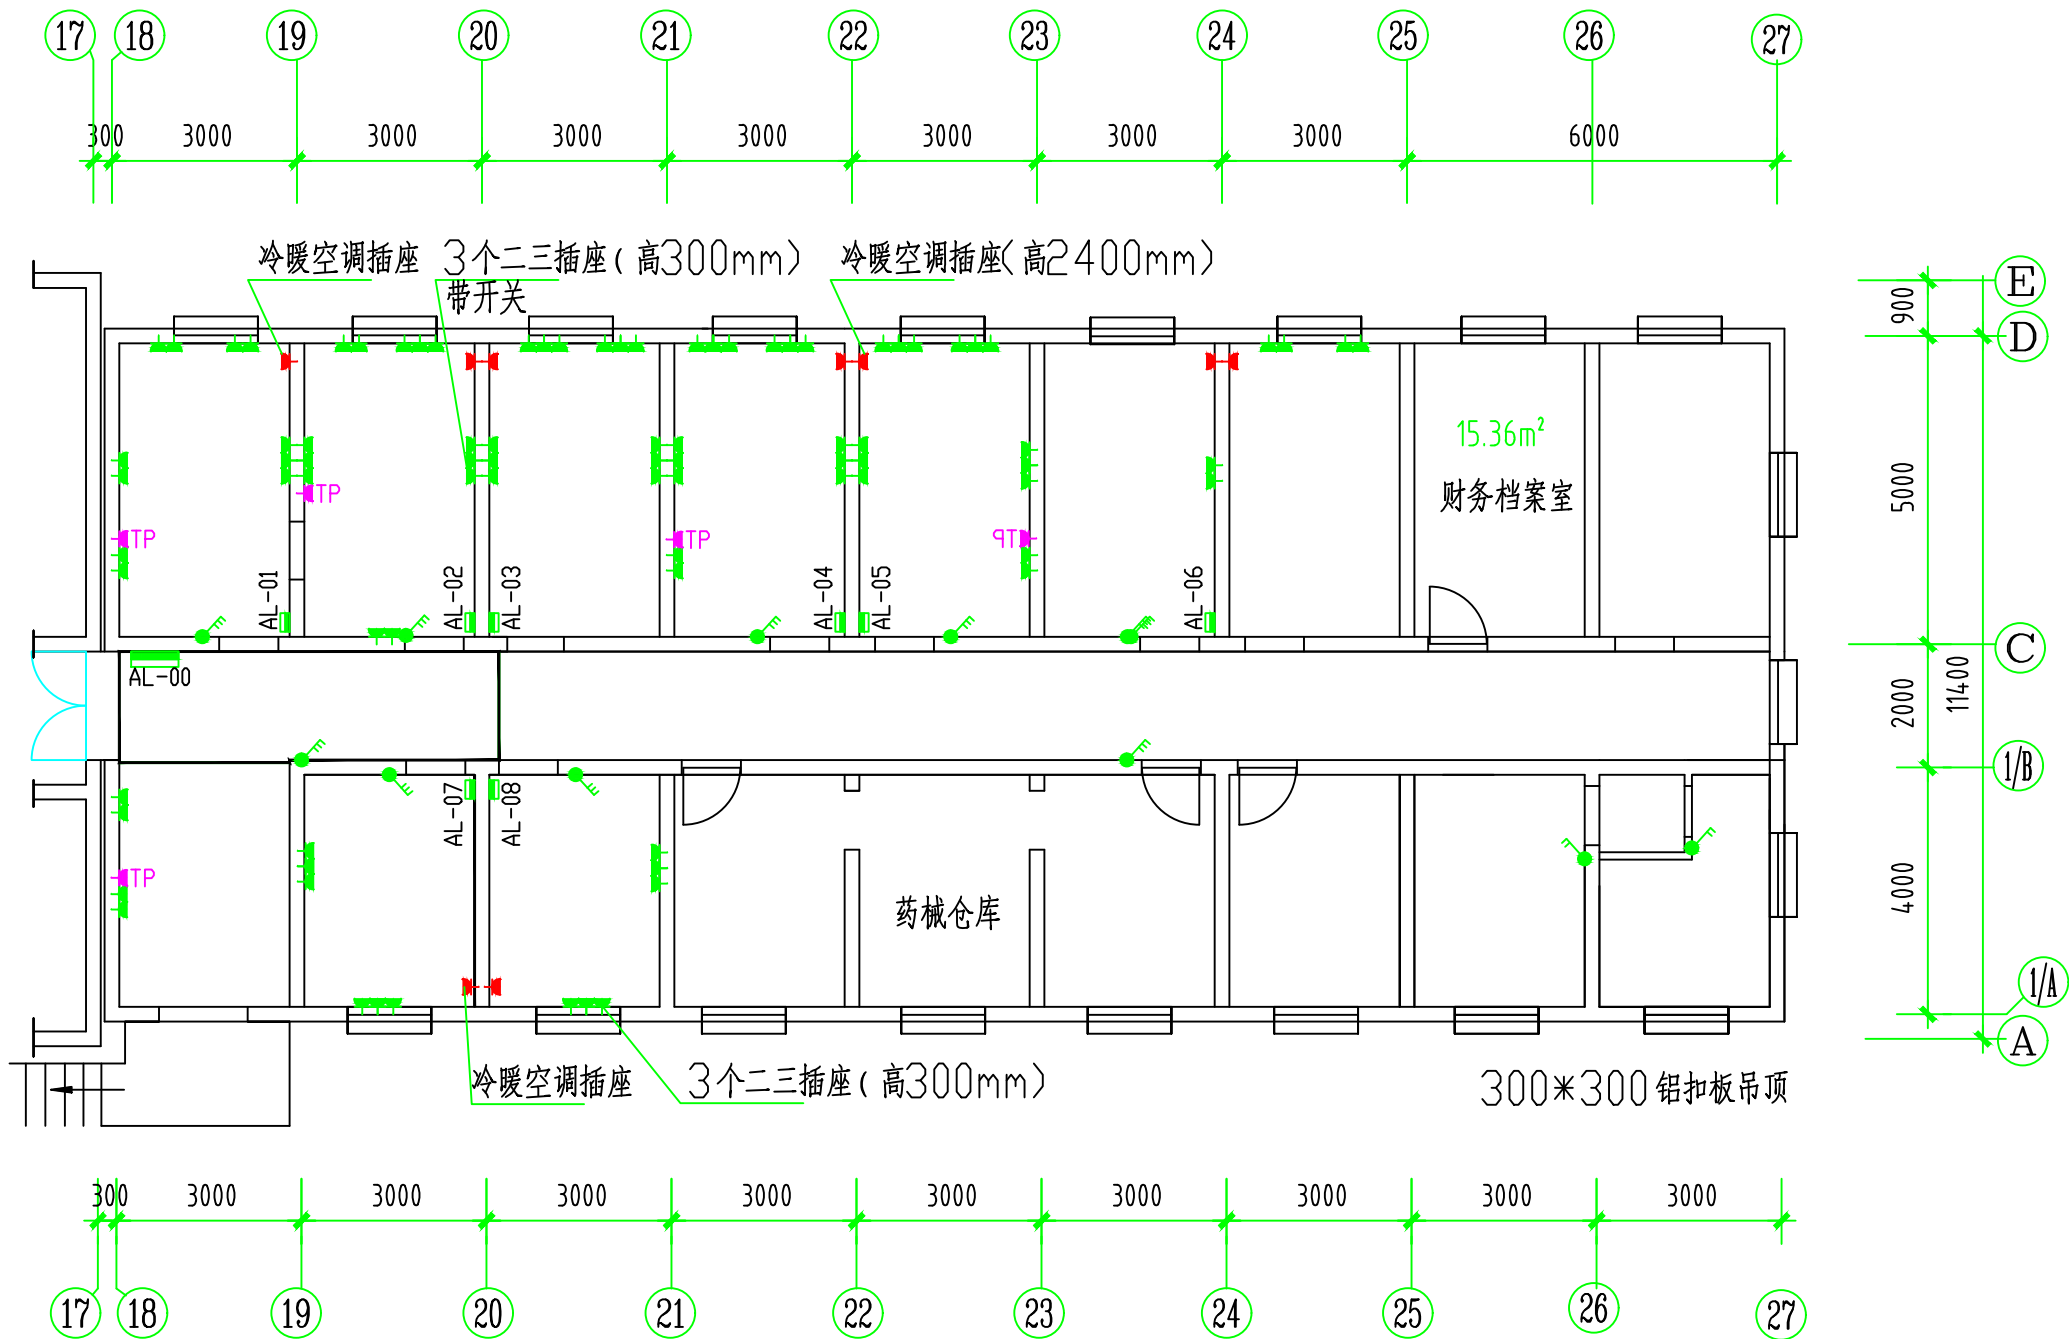 17 18 19 20 21 22 23 24 25 26 27
300 3000 3000 3000 3000 3000 3000 3000 6000
冷暖空调插座 3个二三插座(高300mm) 冷暖空调插座(高2400mm)
带开关
E
900
D
15.36m²
5000
财务档案室
TP
TP
TP
TP
AL-01 AL-02 AL-03 AL-04 AL-05 AL-06
C
AL-00
2000
11400
1/B
AL-07 AL-08
TP
4000
药械仓库
1/A
A
冷暖空调插座 3个二三插座(高300mm)
300*300铝扣板吊顶
300 3000 3000 3000 3000 3000 3000 3000 3000 3000
17 18 19 20 21 22 23 24 25 26 27